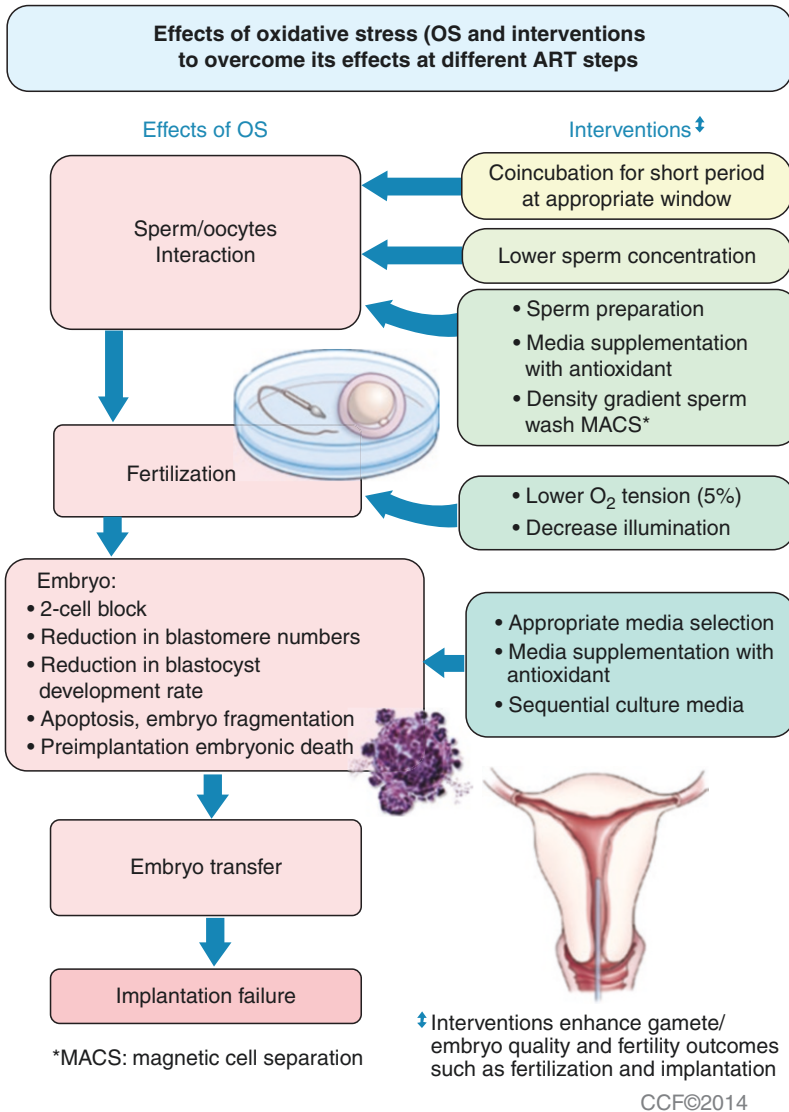 Effects of oxidative stress (OS and interventions
to overcome its effects at different ART steps
Effects of OS
Interventions⇕
Sperm/oocytes
Interaction
Coincubation for short period
at appropriate window
Lower sperm concentration
• Sperm preparation
• Media supplementation
with antioxidant
• Density gradient sperm
wash MACS*
Fertilization
• Lower O₂ tension (5%)
• Decrease illumination
Embryo:
• 2-cell block
• Reduction in blastomere numbers
• Reduction in blastocyst
development rate
• Apoptosis, embryo fragmentation
• Preimplantation embryonic death
• Appropriate media selection
• Media supplementation with
antioxidant
• Sequential culture media
Embryo transfer
Implantation failure
*MACS: magnetic cell separation
⇕ Interventions enhance gamete/
embryo quality and fertility outcomes
such as fertilization and implantation
CCF©2014